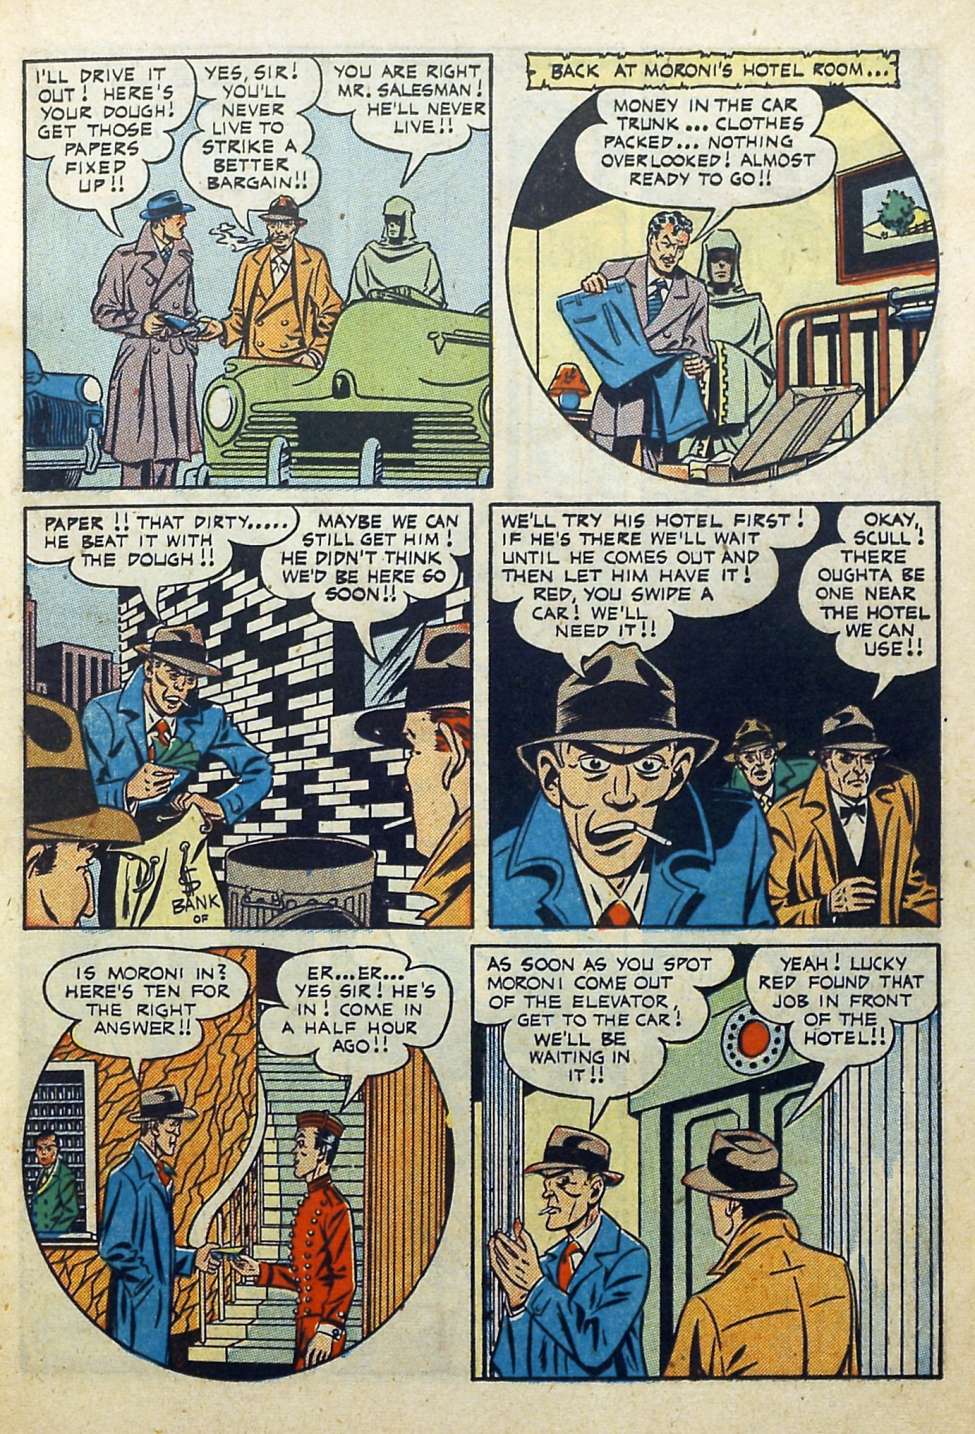 I'LL DRIVE IT
OUT! HERE'S
YOUR DOUGH!
GET THOSE
PAPERS
FIXED
UP!!
YES, SIR!
YOU'LL
NEVER
LIVE TO
STRIKE A
BETTER
BARGAIN!!
YOU ARE RIGHT
MR. SALESMAN!
HE'LL NEVER
LIVE!!
BACK AT MORONI'S HOTEL ROOM...
MONEY IN THE CAR
TRUNK... CLOTHES
PACKED... NOTHING
OVERLOOKED! ALMOST
READY TO GO!!
PAPER!! THAT DIRTY.....
HE BEAT IT WITH
THE DOUGH!!
MAYBE WE CAN
STILL GET HIM!
HE DIDN'T THINK
WE'D BE HERE SO
SOON!!
$
BANK
OF
WE'LL TRY HIS HOTEL FIRST!
IF HE'S THERE WE'LL WAIT
UNTIL HE COMES OUT AND
THEN LET HIM HAVE IT!
RED, YOU SWIPE A
CAR! WE'LL
NEED IT!!
OKAY,
SCULL!
THERE
OUGHTA BE
ONE NEAR
THE HOTEL
WE CAN
USE!!
IS MORONI IN?
HERE'S TEN FOR
THE RIGHT
ANSWER!!
ER...ER...
YES SIR! HE'S
IN! COME IN
A HALF HOUR
AGO!!
AS SOON AS YOU SPOT
MORONI COME OUT
OF THE ELEVATOR,
GET TO THE CAR!
WE'LL BE
WAITING IN
IT!!
YEAH! LUCKY
RED FOUND THAT
JOB IN FRONT
OF THE
HOTEL!!